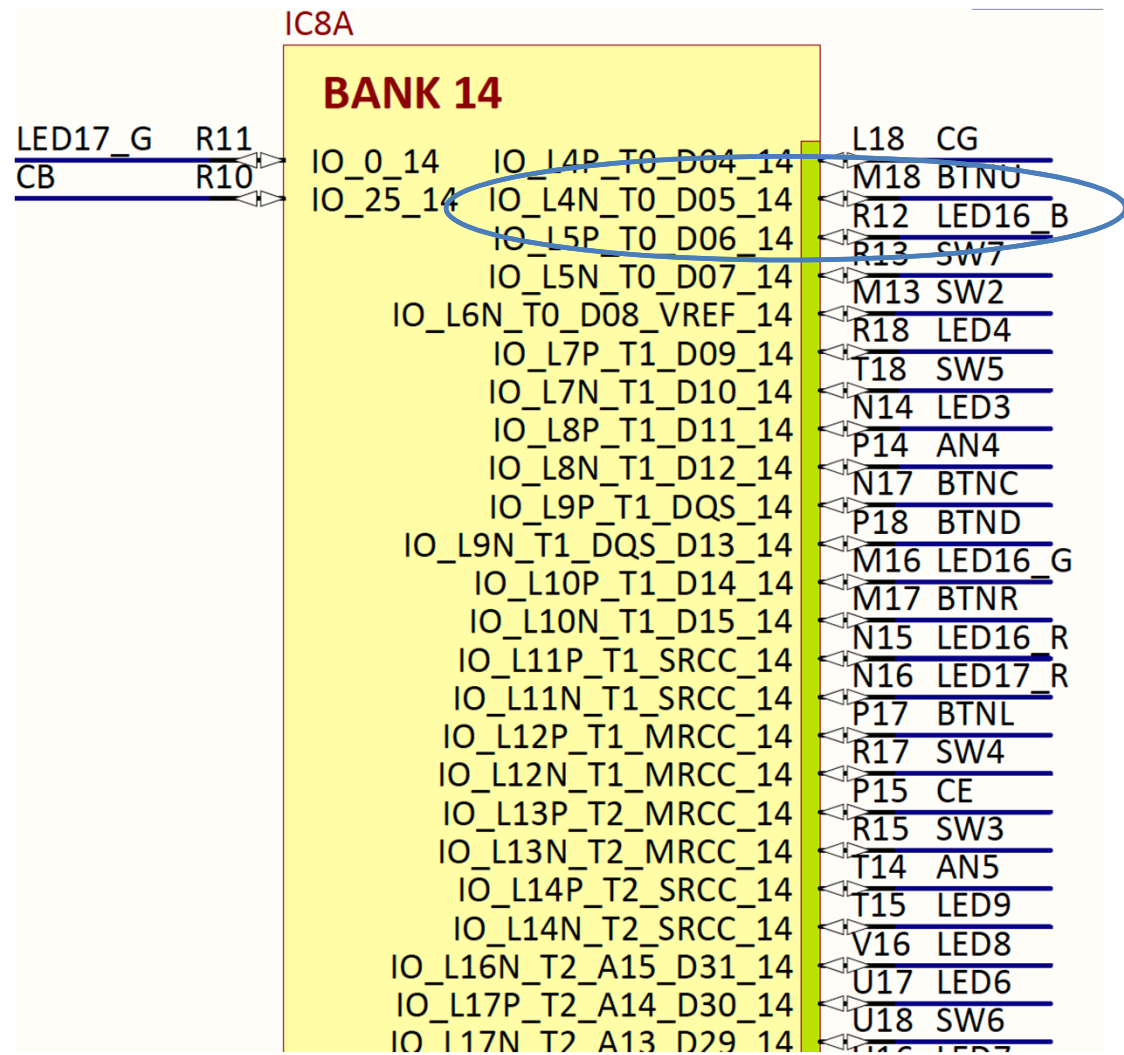 IC8A
BANK 14
LED17_G R11 IO_0_14 IO_L4P_T0_D04_14 L18 CG
CB R10 IO_25_14 IO_L4N_T0_D05_14 M18 BTNU
IO_L5P_T0_D06_14 R12 LED16_B
IO_L5N_T0_D07_14 R13 SW7
IO_L6N_T0_D08_VREF_14 M13 SW2
IO_L7P_T1_D09_14 R18 LED4
IO_L7N_T1_D10_14 T18 SW5
IO_L8P_T1_D11_14 N14 LED3
IO_L8N_T1_D12_14 P14 AN4
IO_L9P_T1_DQS_14 N17 BTNC
IO_L9N_T1_DQS_D13_14 P18 BTND
IO_L10P_T1_D14_14 M16 LED16_G
IO_L10N_T1_D15_14 M17 BTNR
IO_L11P_T1_SRCC_14 N15 LED16_R
IO_L11N_T1_SRCC_14 N16 LED17_R
IO_L12P_T1_MRCC_14 P17 BTNL
IO_L12N_T1_MRCC_14 R17 SW4
IO_L13P_T2_MRCC_14 P15 CE
IO_L13N_T2_MRCC_14 R15 SW3
IO_L14P_T2_SRCC_14 T14 AN5
IO_L14N_T2_SRCC_14 T15 LED9
IO_L16N_T2_A15_D31_14 V16 LED8
IO_L17P_T2_A14_D30_14 U17 LED6
IO_L17N_T2_A13_D29_14 U18 SW6
U16 LED7